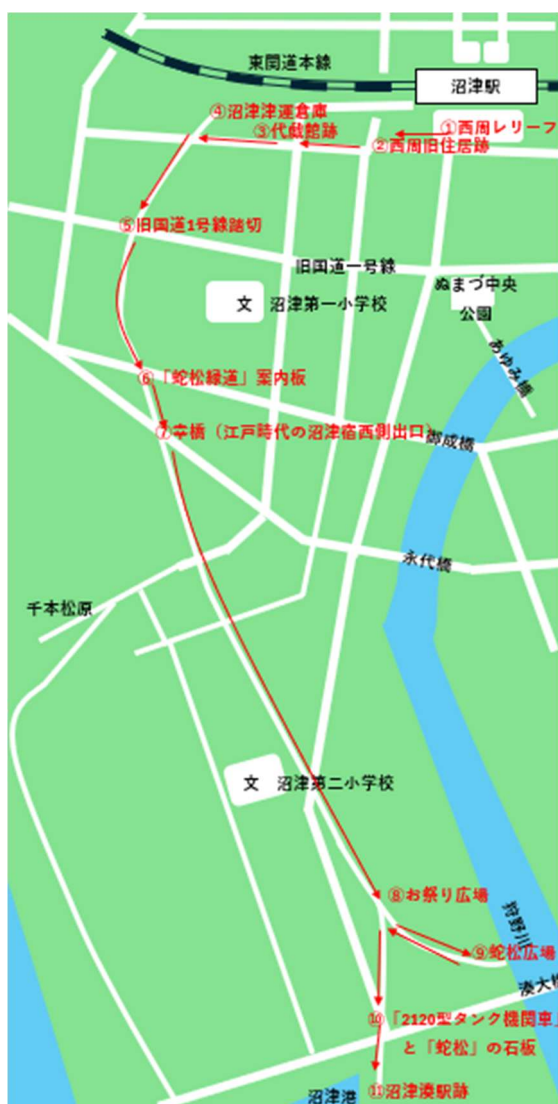 東関道本線
沼津駅
④沼津津運倉庫
①西周レリーフ
③代戯館跡
②西周旧住居跡
⑤旧国道1号線踏切
旧国道一号線
ぬまづ中央
公園
文 沼津第一小学校
あゆみ橋
⑥「蛇松緑道」案内板
⑦幸橋（江戸時代の沼津宿西側出口）
御成橋
永代橋
千本松原
文 沼津第二小学校
⑧お祭り広場
狩野川
⑨蛇松広場
湊大橋
⑩「2120型タンク機関車」
と「蛇松」の石板
沼津港
⑪沼津湊駅跡